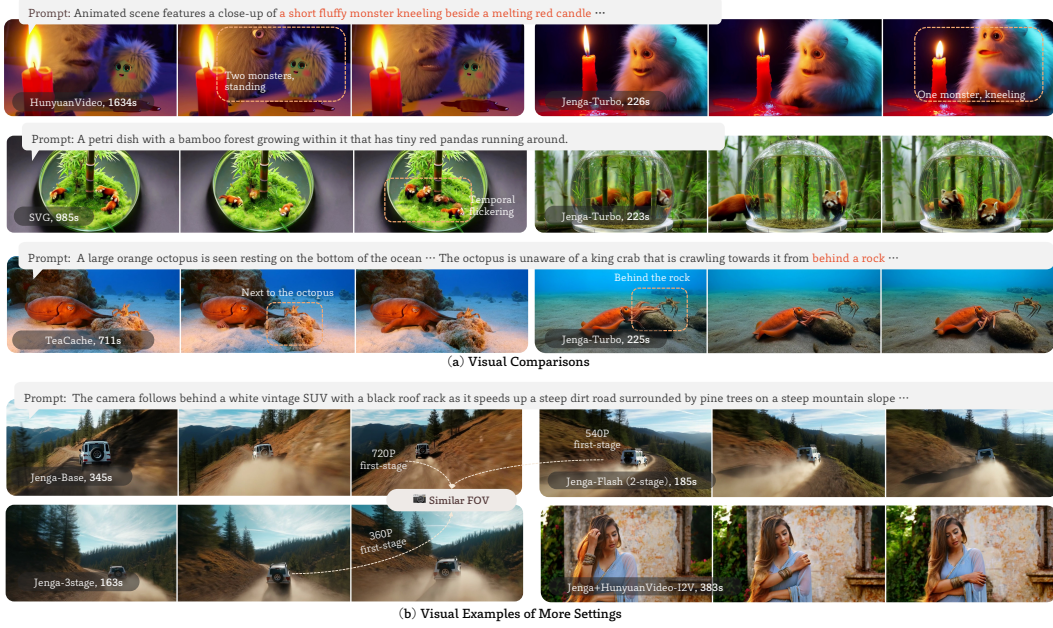 Prompt: Animated scene features a close-up of a short fluffy monster kneeling beside a melting red candle ⋯
Two monsters,
standing
HunyuanVideo, 1634s
Jenga-Turbo, 226s
One monster, kneeling
Prompt: A petri dish with a bamboo forest growing within it that has tiny red pandas running around.
SVG, 985s
Temporal
flickering
Jenga-Turbo, 223s
Prompt: A large orange octopus is seen resting on the bottom of the ocean ⋯ The octopus is unaware of a king crab that is crawling towards it from behind a rock ⋯
Next to the octopus
TeaCache, 711s
Behind the rock
Jenga-Turbo, 225s
(a) Visual Comparisons
Prompt: The camera follows behind a white vintage SUV with a black roof rack as it speeds up a steep dirt road surrounded by pine trees on a steep mountain slope ⋯
Jenga-Base, 345s
720P
first-stage
540P
first-stage
Jenga-Flash (2-stage), 185s
Similar FOV
Jenga-3stage, 163s
360P
first-stage
Jenga+HunyuanVideo-I2V, 383s
(b) Visual Examples of More Settings